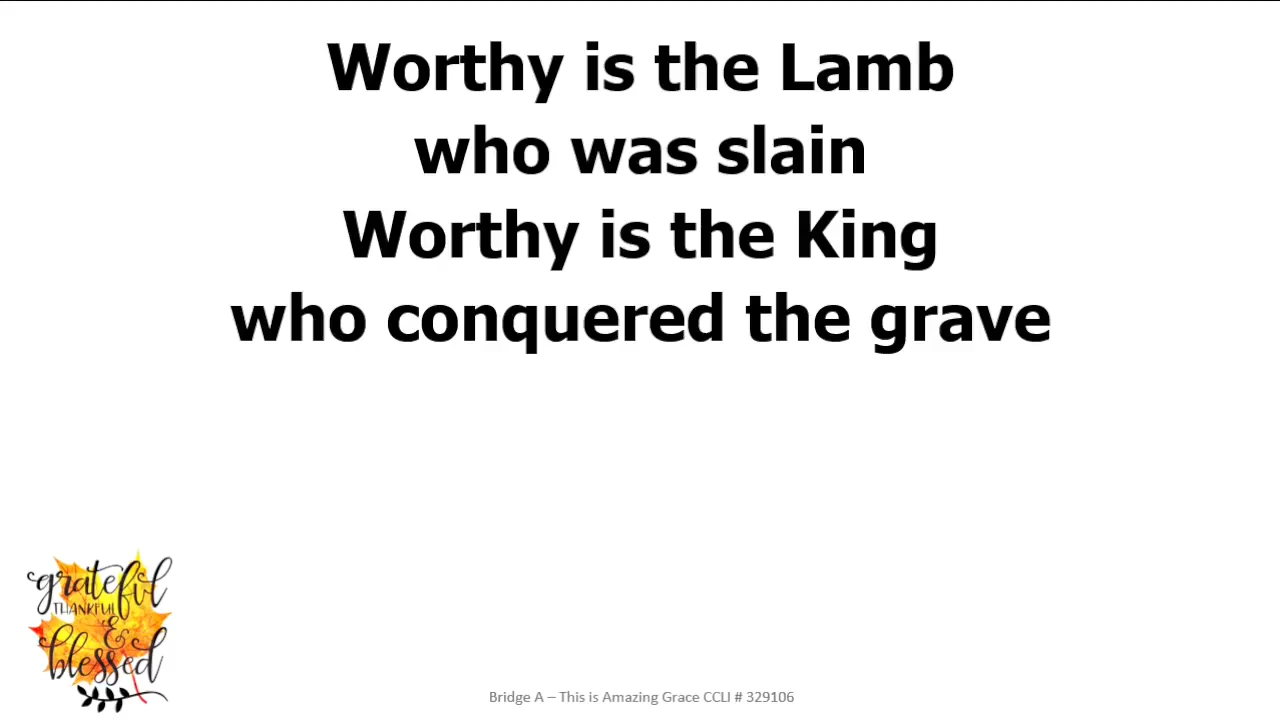 Worthy is the Lamb
who was slain
Worthy is the King
who conquered the grave
grateful
THANKFUL
&
blessed
Bridge A – This is Amazing Grace CCLI # 329106